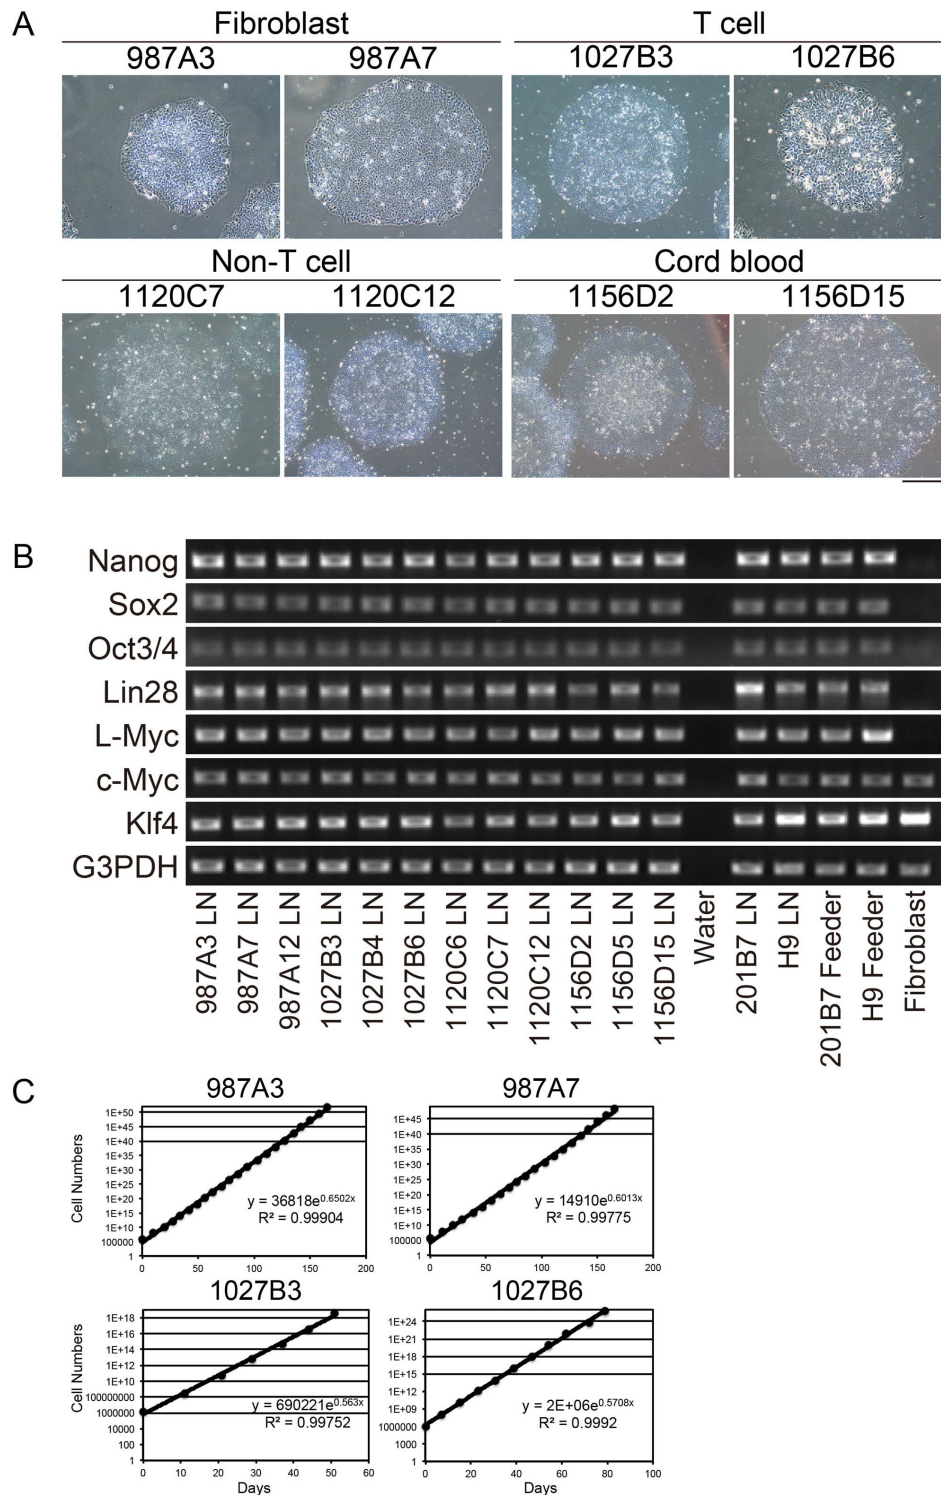 A
Fibroblast
T cell
987A3
987A7
1027B3
1027B6
Non-T cell
Cord blood
1120C7
1120C12
1156D2
1156D15
B
Nanog
Sox2
Oct3/4
Lin28
L-Myc
c-Myc
Klf4
G3PDH
987A3 LN
987A7 LN
987A12 LN
1027B3 LN
1027B4 LN
1027B6 LN
1120C6 LN
1120C7 LN
1120C12 LN
1156D2 LN
1156D5 LN
1156D15 LN
Water
201B7 LN
H9 LN
201B7 Feeder
H9 Feeder
Fibroblast
C
987A3
Cell Numbers
1E+50
1E+45
1E+40
1E+35
1E+30
1E+25
1E+20
1E+15
1E+10
100000
1
y = 36818e^0.6502x
R² = 0.99904
0 50 100 150 200
987A7
1E+45
1E+40
1E+35
1E+30
1E+25
1E+20
1E+15
1E+10
100000
1
y = 14910e^0.6013x
R² = 0.99775
0 50 100 150 200
1027B3
Cell Numbers
1E+18
1E+16
1E+14
1E+12
1E+10
100000000
1000000
10000
100
1
y = 690221e^0.563x
R² = 0.99752
0 10 20 30 40 50 60
Days
1027B6
1E+24
1E+21
1E+18
1E+15
1E+12
1E+09
1000000
1000
1
y = 2E+06e^0.5708x
R² = 0.9992
0 20 40 60 80 100
Days